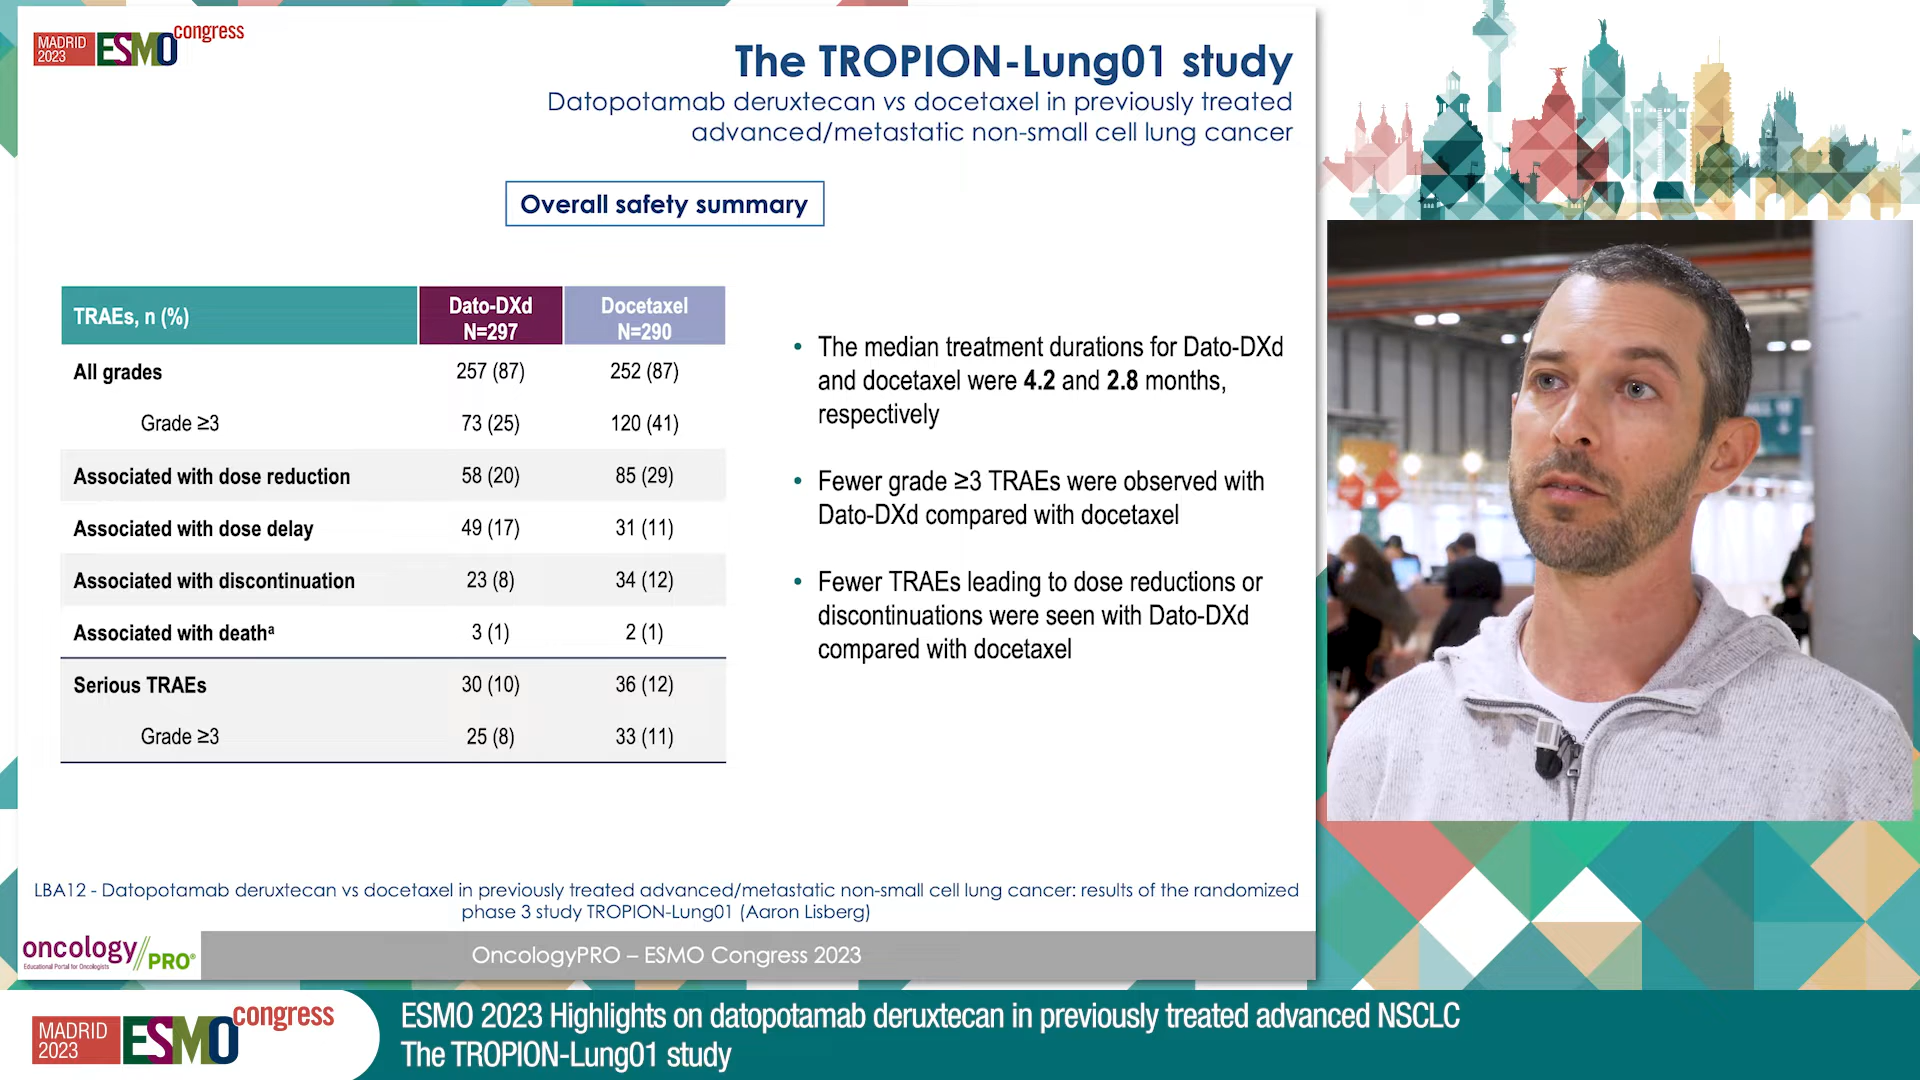 MADRID
2023
ESMO
congress
The TROPION-Lung01 study
Datopotamab deruxtecan vs docetaxel in previously treated
advanced/metastatic non-small cell lung cancer
Overall safety summary
TRAEs, n (%) Dato-DXd N=297 Docetaxel N=290
All grades 257 (87) 252 (87)
Grade ≥3 73 (25) 120 (41)
Associated with dose reduction 58 (20) 85 (29)
Associated with dose delay 49 (17) 31 (11)
Associated with discontinuation 23 (8) 34 (12)
Associated with deathᵃ 3 (1) 2 (1)
Serious TRAEs 30 (10) 36 (12)
Grade ≥3 25 (8) 33 (11)
• The median treatment durations for Dato-DXd
and docetaxel were 4.2 and 2.8 months,
respectively
• Fewer grade ≥3 TRAEs were observed with
Dato-DXd compared with docetaxel
• Fewer TRAEs leading to dose reductions or
discontinuations were seen with Dato-DXd
compared with docetaxel
LBA12 - Datopotamab deruxtecan vs docetaxel in previously treated advanced/metastatic non-small cell lung cancer: results of the randomized
phase 3 study TROPION-Lung01 (Aaron Lisberg)
oncology//PRO®
Educational Portal for Oncologists
OncologyPRO – ESMO Congress 2023
MADRID
2023
ESMO
congress
ESMO 2023 Highlights on datopotamab deruxtecan in previously treated advanced NSCLC
The TROPION-Lung01 study